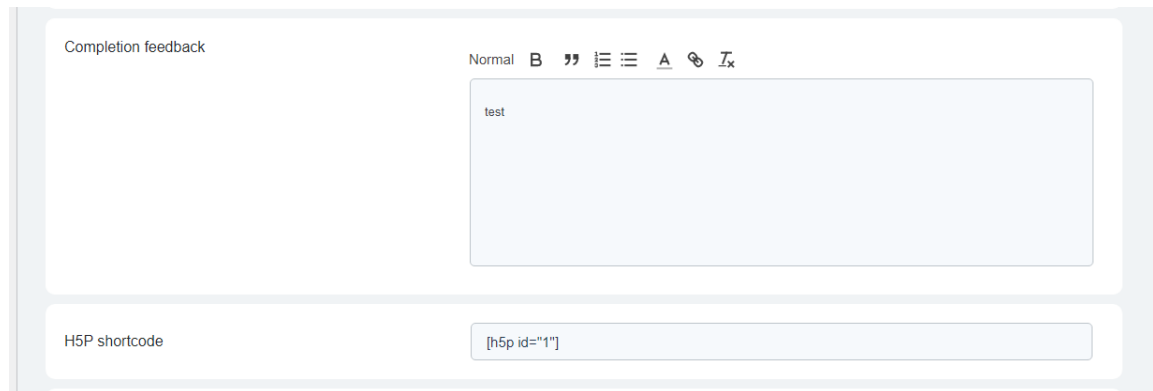 Completion feedback
Normal B
test
H5P shortcode
[h5p id="1"]